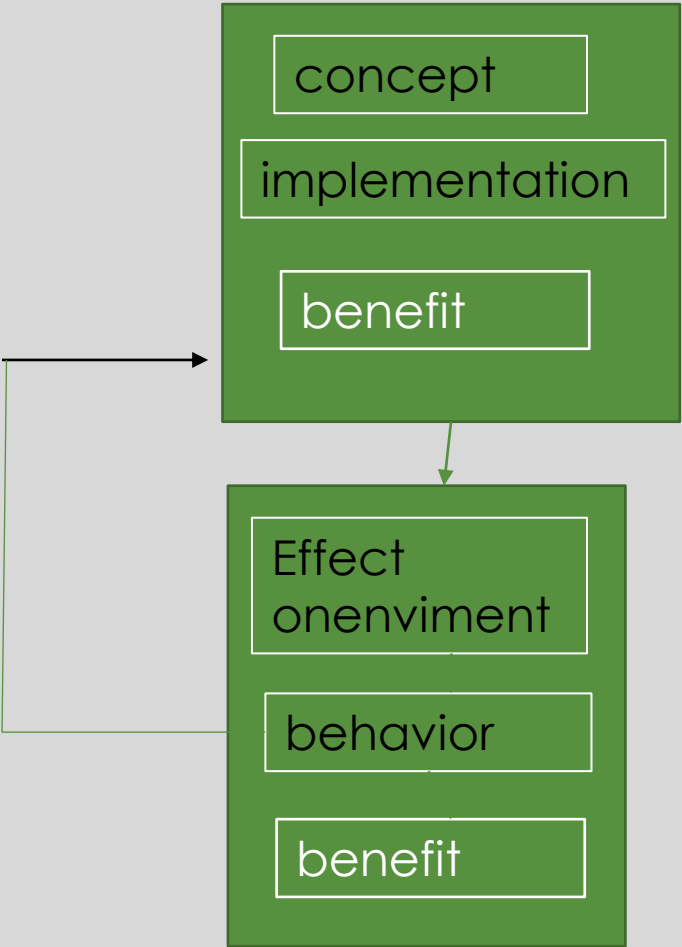 concept
implementation
benefit
Effect
onenviment
behavior
benefit